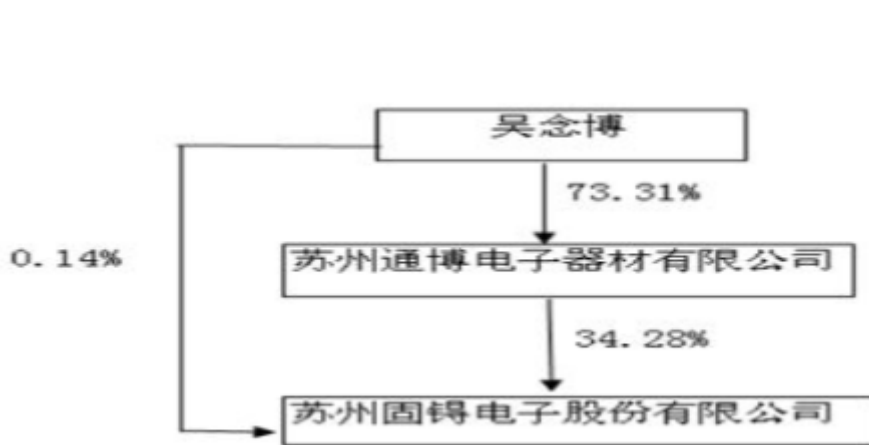 吴念博
73.31%
0.14%
苏州通博电子器材有限公司
34.28%
苏州固锝电子股份有限公司